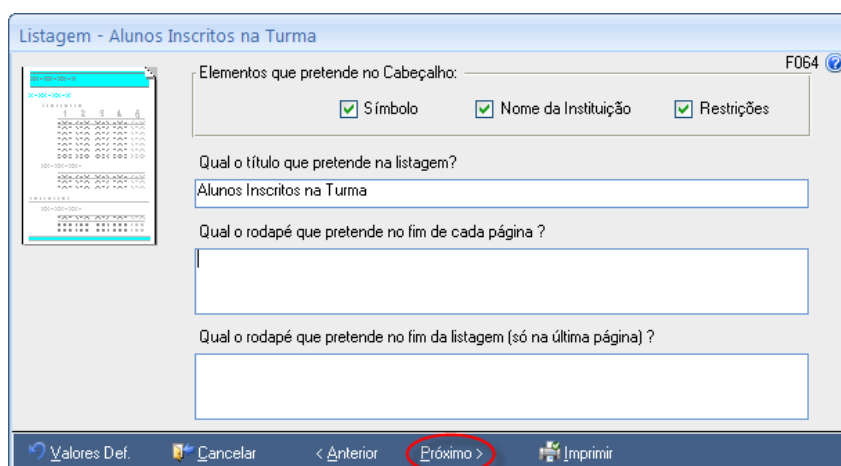 Listagem - Alunos Inscritos na Turma
F064
Elementos que pretende no Cabeçalho:
Símbolo Nome da Instituição Restrições
Qual o título que pretende na listagem?
Alunos Inscritos na Turma
Qual o rodapé que pretende no fim de cada página ?
Qual o rodapé que pretende no fim da listagem (só na última página) ?
Valores Def. Cancelar < Anterior Próximo > Imprimir